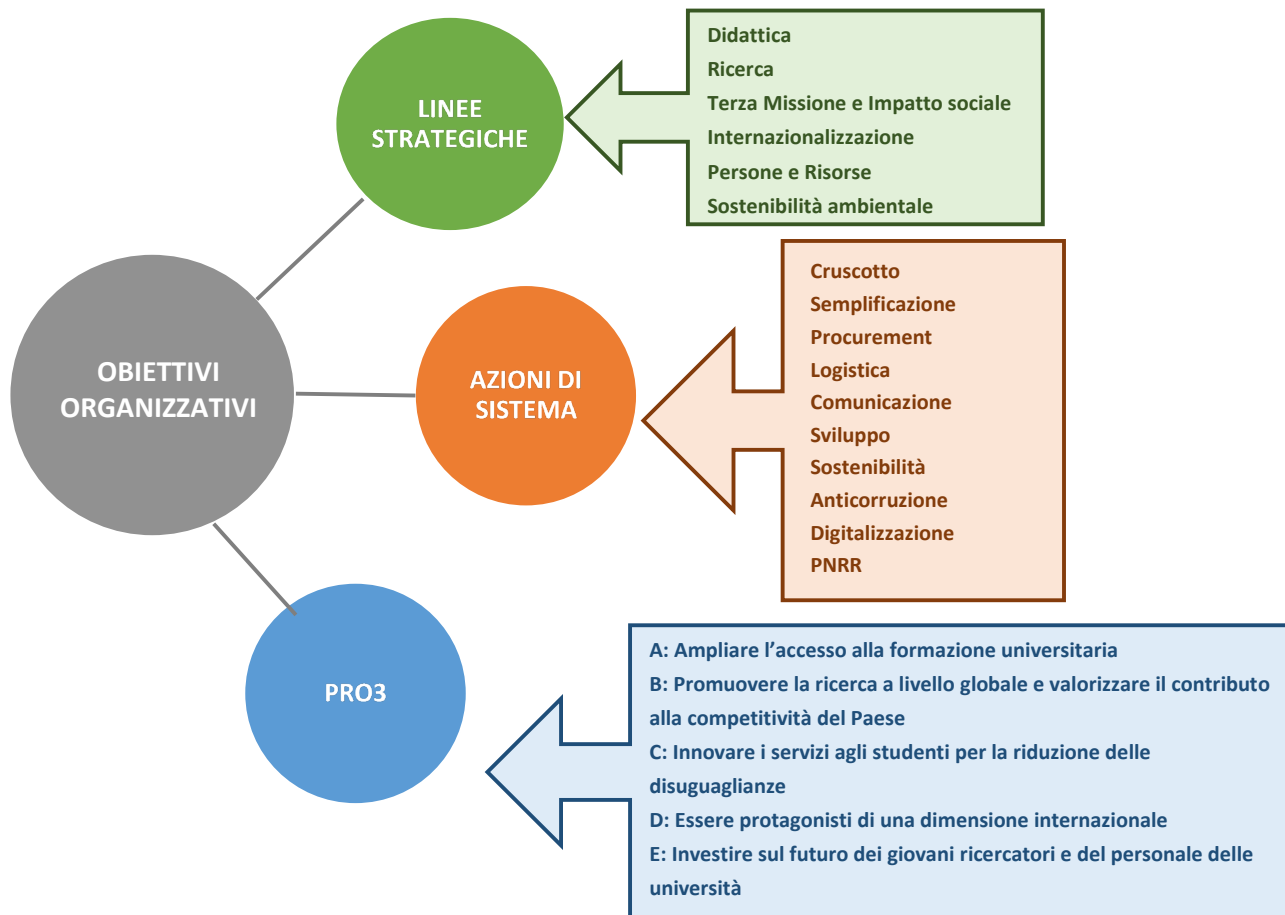 LINEE
STRATEGICHE
Didattica
Ricerca
Terza Missione e Impatto sociale
Internazionalizzazione
Persone e Risorse
Sostenibilità ambientale
OBIETTIVI
ORGANIZZATIVI
AZIONI DI
SISTEMA
Cruscotto
Semplificazione
Procurement
Logistica
Comunicazione
Sviluppo
Sostenibilità
Anticorruzione
Digitalizzazione
PNRR
PRO3
A: Ampliare l’accesso alla formazione universitaria
B: Promuovere la ricerca a livello globale e valorizzare il contributo
alla competitività del Paese
C: Innovare i servizi agli studenti per la riduzione delle
disuguaglianze
D: Essere protagonisti di una dimensione internazionale
E: Investire sul futuro dei giovani ricercatori e del personale delle
università